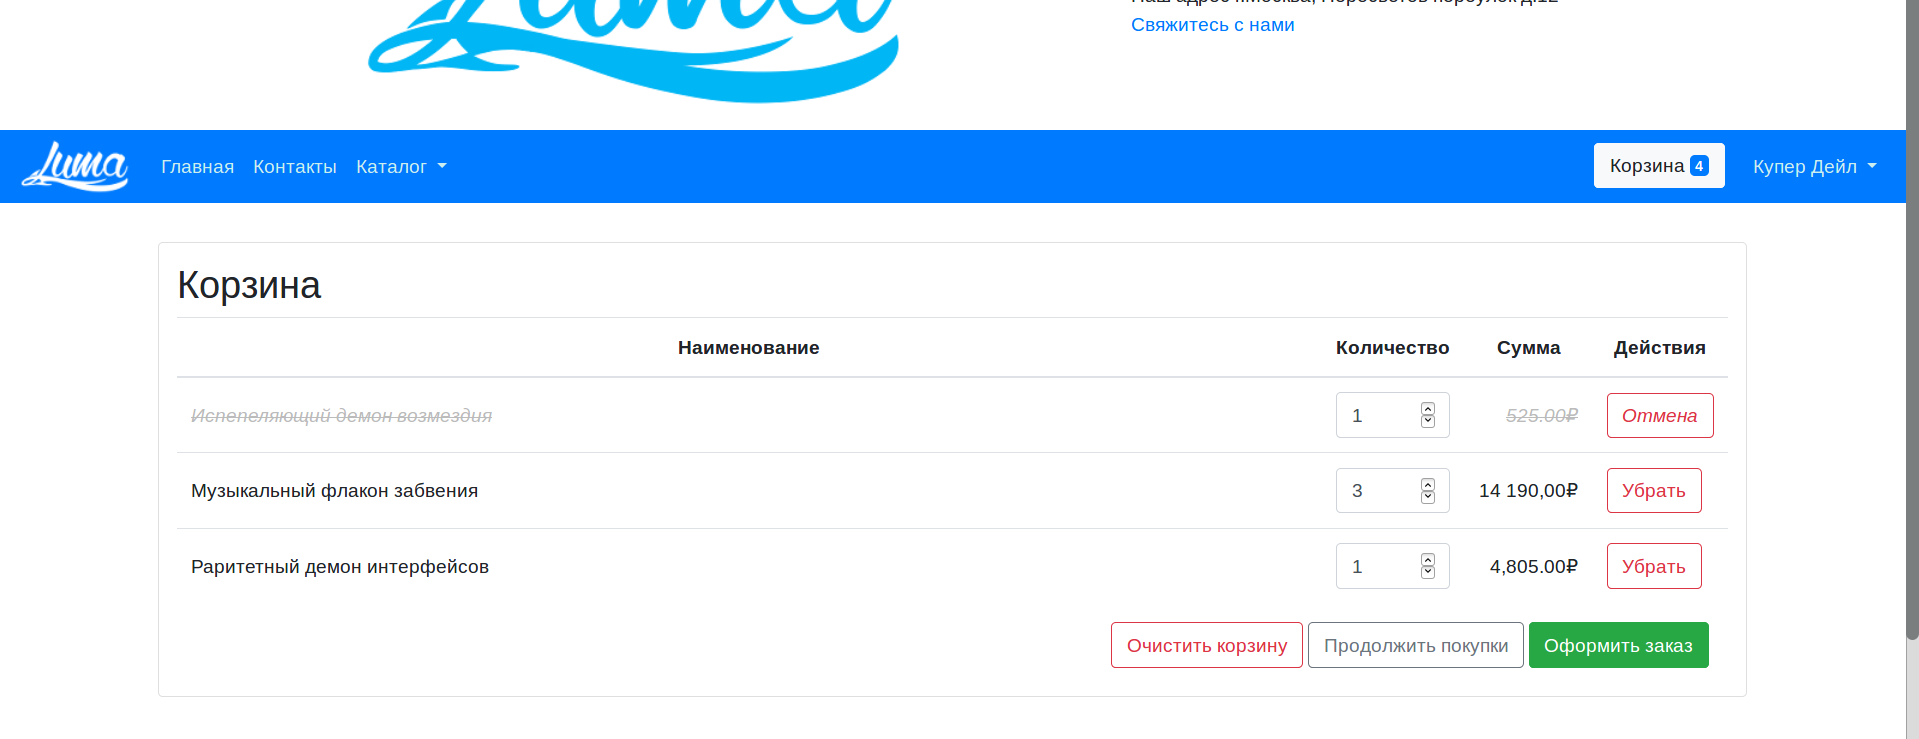 Свяжитесь с нами
Luma
Главная Контакты Каталог
Корзина 4
Купер Дейл
Корзина
Наименование Количество Сумма Действия
Испепеляющий демон возмездия 1 525.00₽ Отмена
Музыкальный флакон забвения 3 14 190,00₽ Убрать
Раритетный демон интерфейсов 1 4,805.00₽ Убрать
Очистить корзину Продолжить покупки Оформить заказ